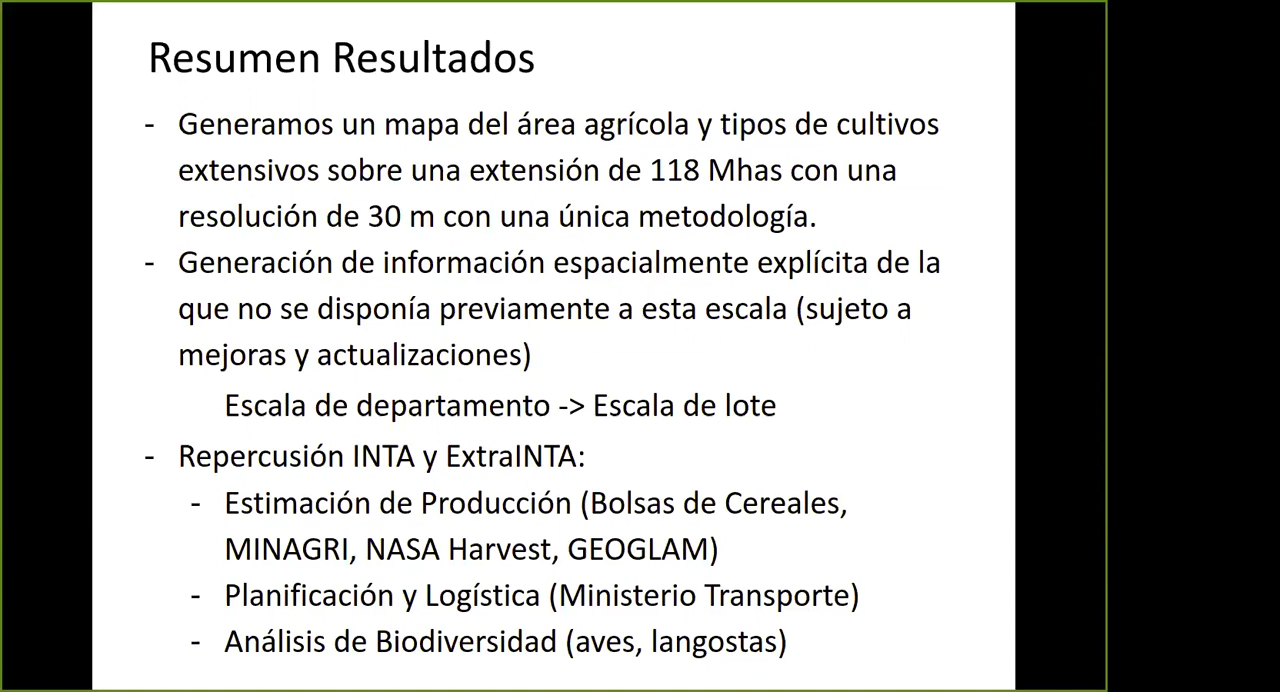 Resumen Resultados
- Generamos un mapa del área agrícola y tipos de cultivos
extensivos sobre una extensión de 118 Mhas con una
resolución de 30 m con una única metodología.
- Generación de información espacialmente explícita de la
que no se disponía previamente a esta escala (sujeto a
mejoras y actualizaciones)
Escala de departamento -> Escala de lote
- Repercusión INTA y ExtraINTA:
- Estimación de Producción (Bolsas de Cereales,
MINAGRI, NASA Harvest, GEOGLAM)
- Planificación y Logística (Ministerio Transporte)
- Análisis de Biodiversidad (aves, langostas)